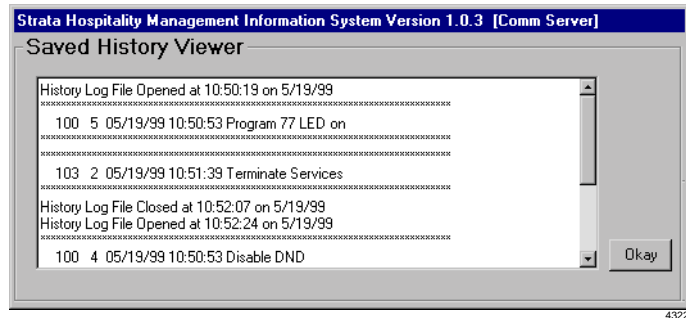 Strata Hospitality Management Information System Version 1.0.3 [Comm Server]
Saved History Viewer
History Log File Opened at 10:50:19 on 5/19/99
************************************************************************
100 5 05/19/99 10:50:53 Program 77 LED on
************************************************************************
************************************************************************
103 2 05/19/99 10:51:39 Terminate Services
************************************************************************
History Log File Closed at 10:52:07 on 5/19/99
History Log File Opened at 10:52:24 on 5/19/99
************************************************************************
100 4 05/19/99 10:50:53 Disable DND
Okay
4322